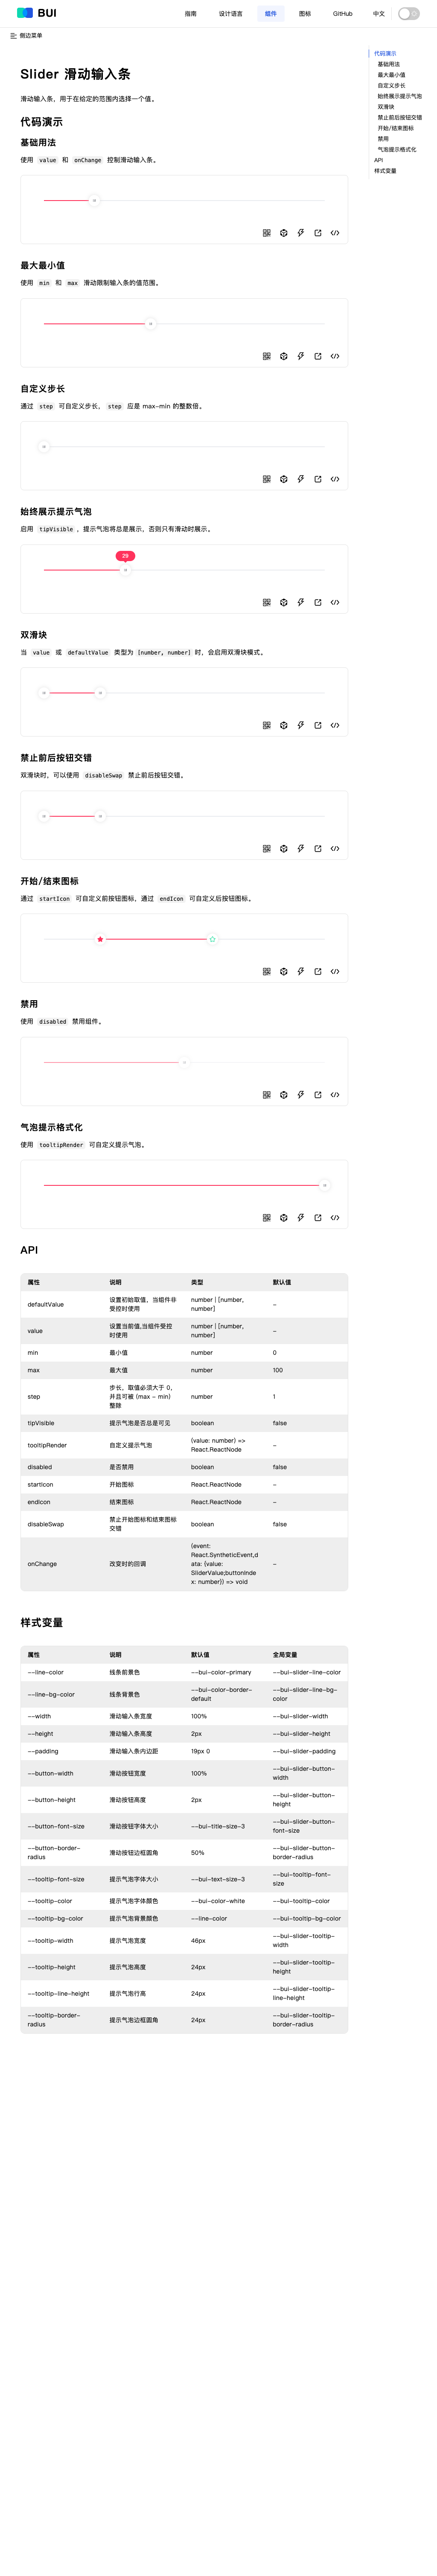 BUI
指南 设计语言 组件 图标 GitHub 中文
侧边菜单
代码演示
基础用法
最大最小值
自定义步长
始终展示提示气泡
双滑块
禁止前后按钮交错
开始/结束图标
禁用
气泡提示格式化
API
样式变量
Slider 滑动输入条
滑动输入条，用于在给定的范围内选择一个值。
代码演示
基础用法
使用 value 和 onChange 控制滑动输入条。
最大最小值
使用 min 和 max 滑动限制输入条的值范围。
自定义步长
通过 step 可自定义步长，step 应是 max-min 的整数倍。
始终展示提示气泡
启用 tipVisible ，提示气泡将总是展示，否则只有滑动时展示。
29
双滑块
当 value 或 defaultValue 类型为 [number, number] 时，会启用双滑块模式。
禁止前后按钮交错
双滑块时，可以使用 disableSwap 禁止前后按钮交错。
开始/结束图标
通过 startIcon 可自定义前按钮图标，通过 endIcon 可自定义后按钮图标。
禁用
使用 disabled 禁用组件。
气泡提示格式化
使用 tooltipRender 可自定义提示气泡。
API
属性 说明 类型 默认值
defaultValue 设置初始取值。当组件非受控时使用 number | [number, number] -
value 设置当前值,当组件受控时使用 number | [number, number] -
min 最小值 number 0
max 最大值 number 100
step 步长，取值必须大于 0，并且可被 (max - min) 整除 number 1
tipVisible 提示气泡是否总是可见 boolean false
tooltipRender 自定义提示气泡 (value: number) => React.ReactNode -
disabled 是否禁用 boolean false
startIcon 开始图标 React.ReactNode -
endIcon 结束图标 React.ReactNode -
disableSwap 禁止开始图标和结束图标交错 boolean false
onChange 改变时的回调 (event: React.SyntheticEvent,data: {value: SliderValue;buttonIndex: number}) => void -
样式变量
属性 说明 默认值 全局变量
--line-color 线条前景色 --bui-color-primary --bui-slider-line-color
--line-bg-color 线条背景色 --bui-color-border-default --bui-slider-line-bg-color
--width 滑动输入条宽度 100% --bui-slider-width
--height 滑动输入条高度 2px --bui-slider-height
--padding 滑动输入条内边距 19px 0 --bui-slider-padding
--button-width 滑动按钮宽度 100% --bui-slider-button-width
--button-height 滑动按钮高度 2px --bui-slider-button-height
--button-font-size 滑动按钮字体大小 --bui-title-size-3 --bui-slider-button-font-size
--button-border-radius 滑动按钮边框圆角 50% --bui-slider-button-border-radius
--tooltip-font-size 提示气泡字体大小 --bui-text-size-3 --bui-tooltip-font-size
--tooltip-color 提示气泡字体颜色 --bui-color-white --bui-tooltip-color
--tooltip-bg-color 提示气泡背景颜色 --line-color --bui-tooltip-bg-color
--tooltip-width 提示气泡宽度 46px --bui-slider-tooltip-width
--tooltip-height 提示气泡高度 24px --bui-slider-tooltip-height
--tooltip-line-height 提示气泡行高 24px --bui-slider-tooltip-line-height
--tooltip-border-radius 提示气泡边框圆角 24px --bui-slider-tooltip-border-radius